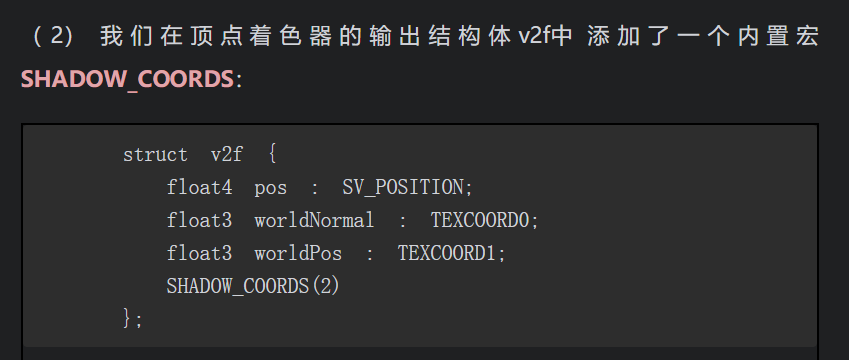 （2） 我们在顶点着色器的输出结构体v2f中 添加了一个内置宏
SHADOW_COORDS：
struct v2f {
float4 pos : SV_POSITION;
float3 worldNormal : TEXCOORD0;
float3 worldPos : TEXCOORD1;
SHADOW_COORDS(2)
};